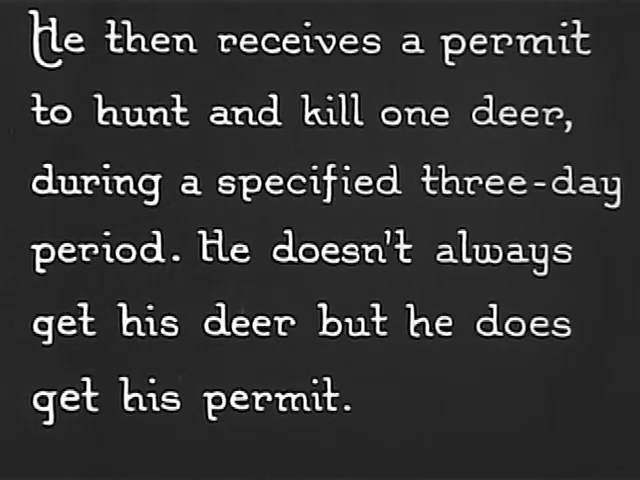 He then receives a permit
to hunt and kill one deer,
during a specified three-day
period. He doesn't always
get his deer but he does
get his permit.